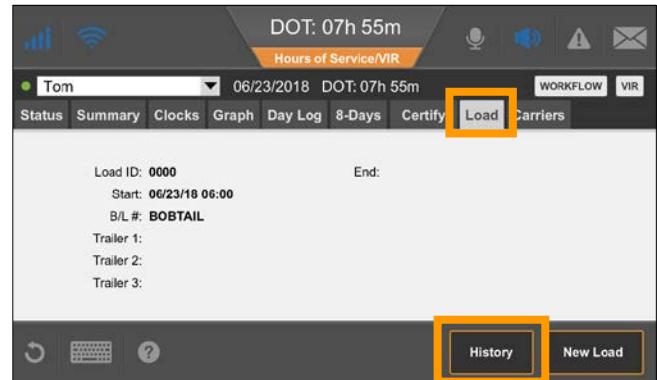 DOT: 07h 55m
Hours of Service/VIR
Tom 06/23/2018 DOT: 07h 55m WORKFLOW VIR
Status Summary Clocks Graph Day Log 8-Days Certify Load Carriers
Load ID: 0000 End:
Start: 06/23/18 06:00
B/L #: BOBTAIL
Trailer 1:
Trailer 2:
Trailer 3:
? History New Load